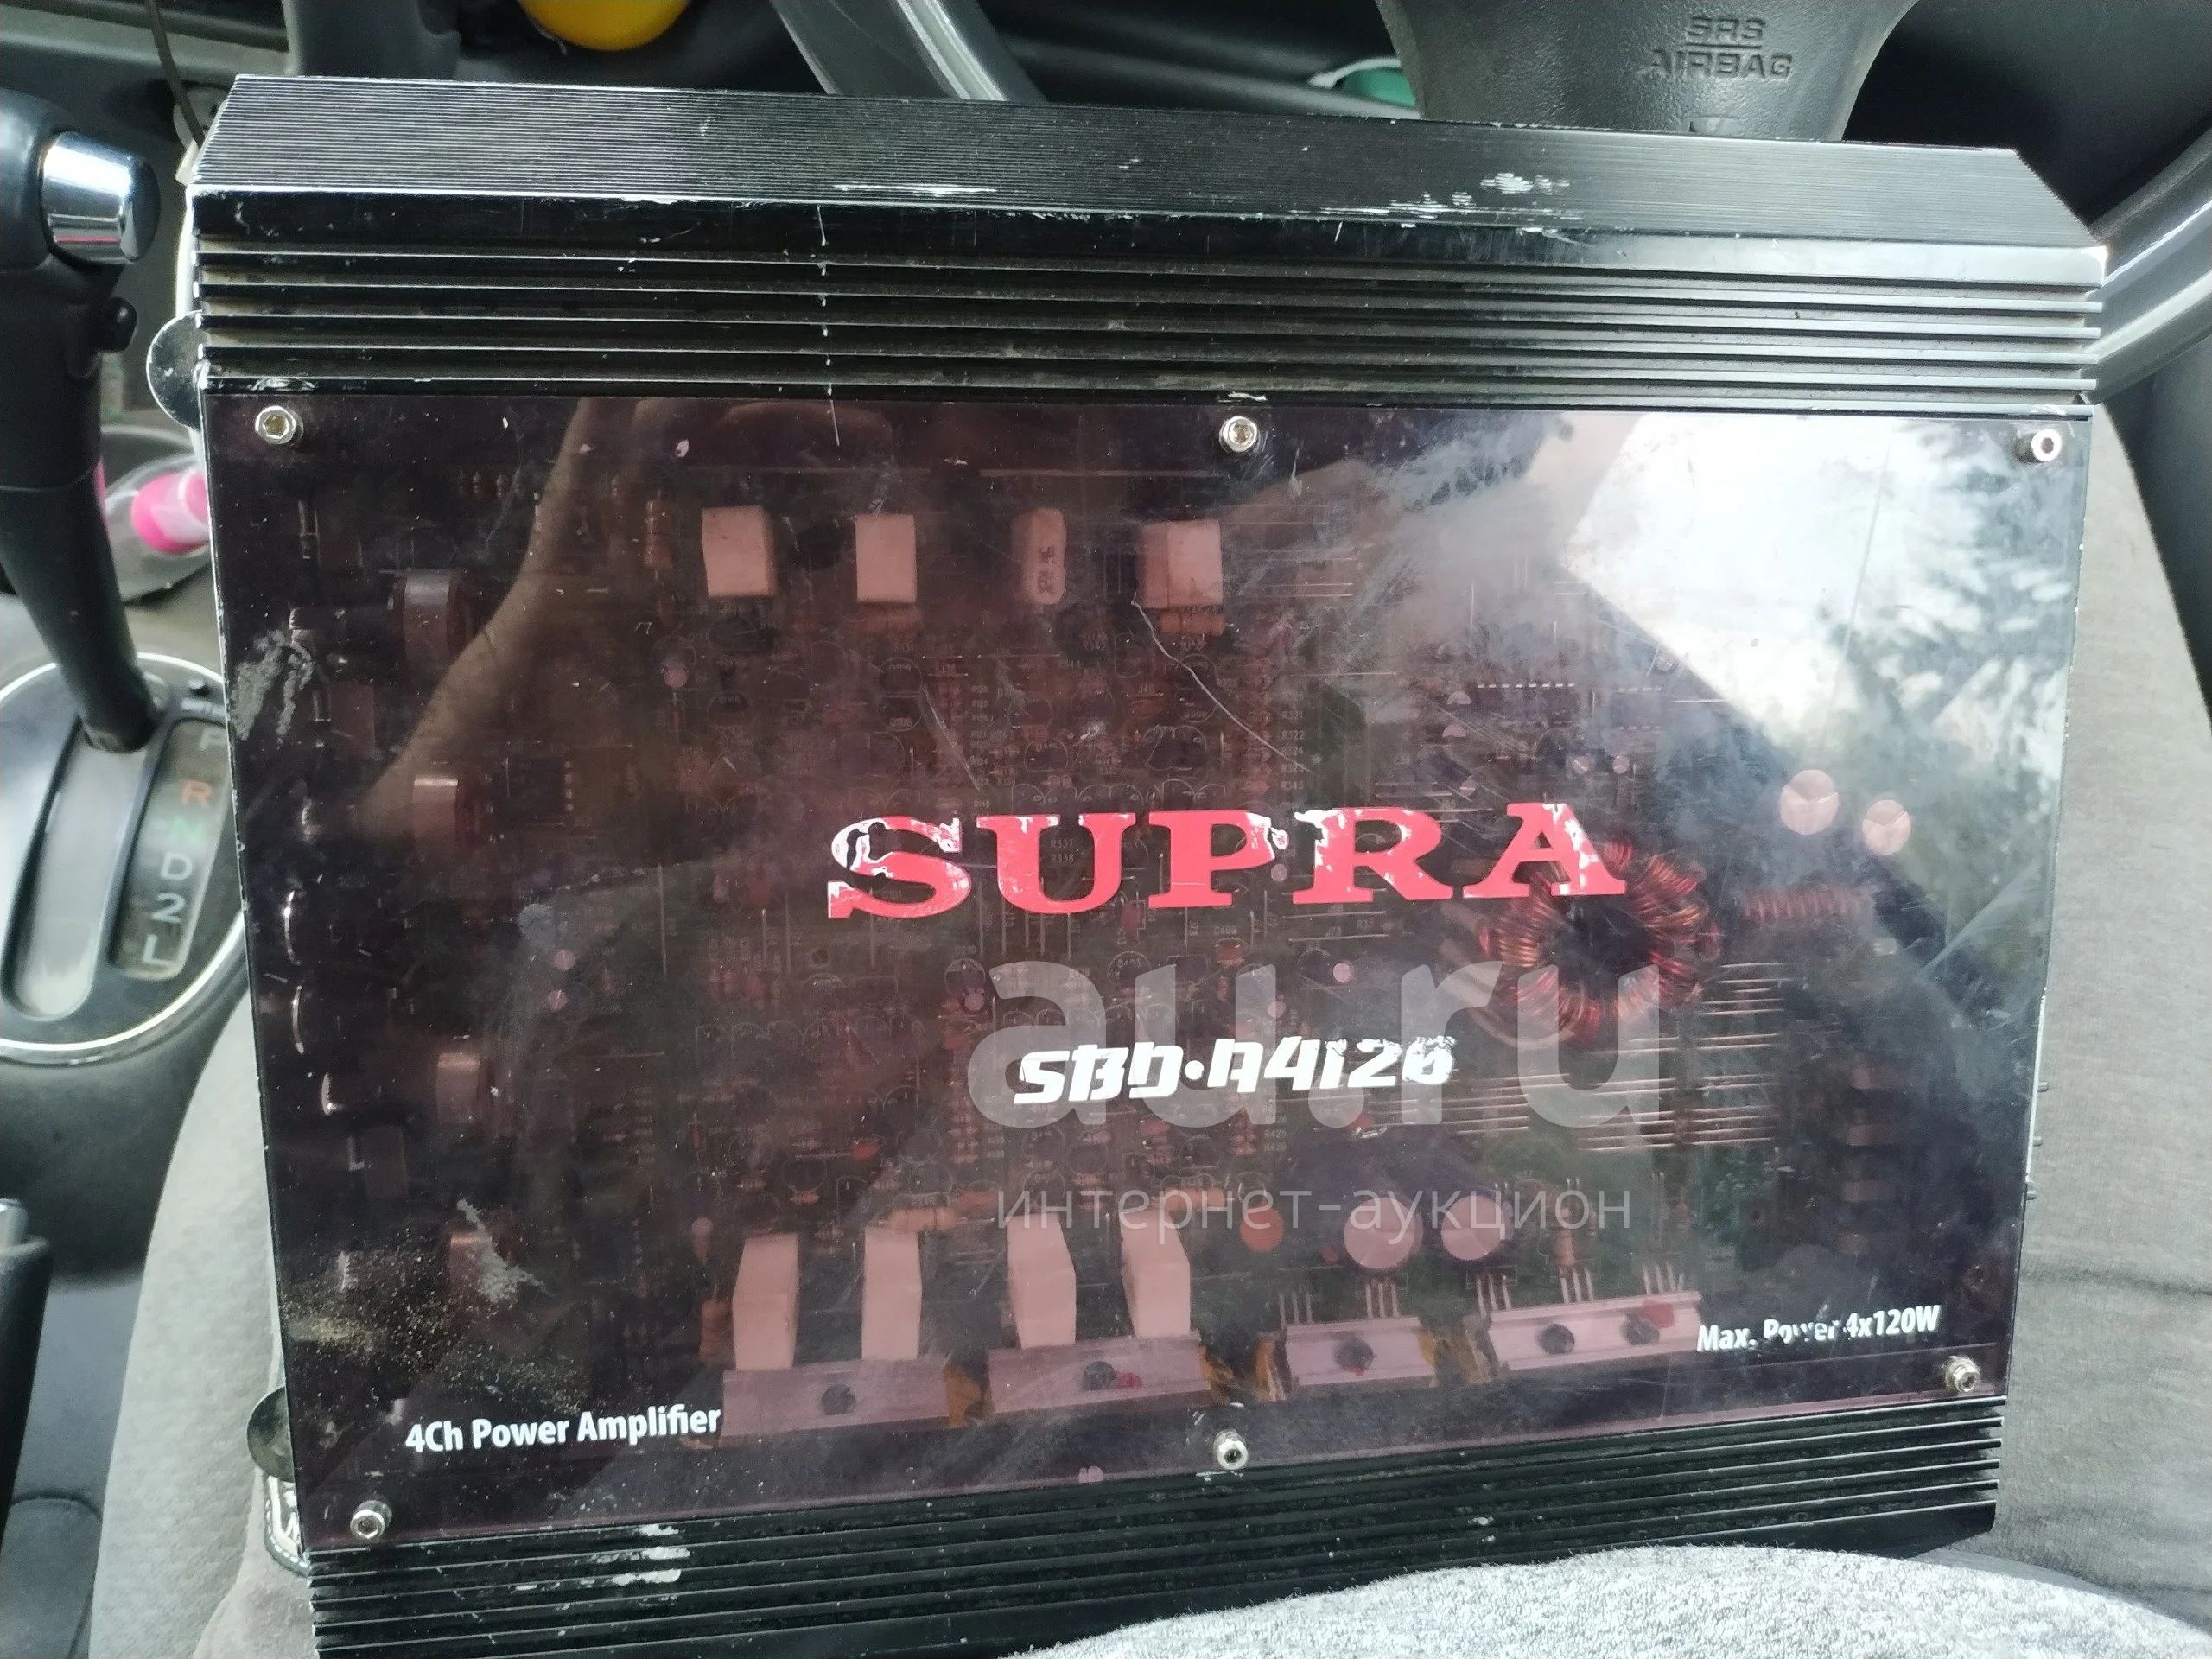 SRS
AIRBAG
P
R
N
D
2
L
SUPRA
SBD·A4120
au.ru
интернет-аукцион
Max. Power 4x120W
4Ch Power Amplifier